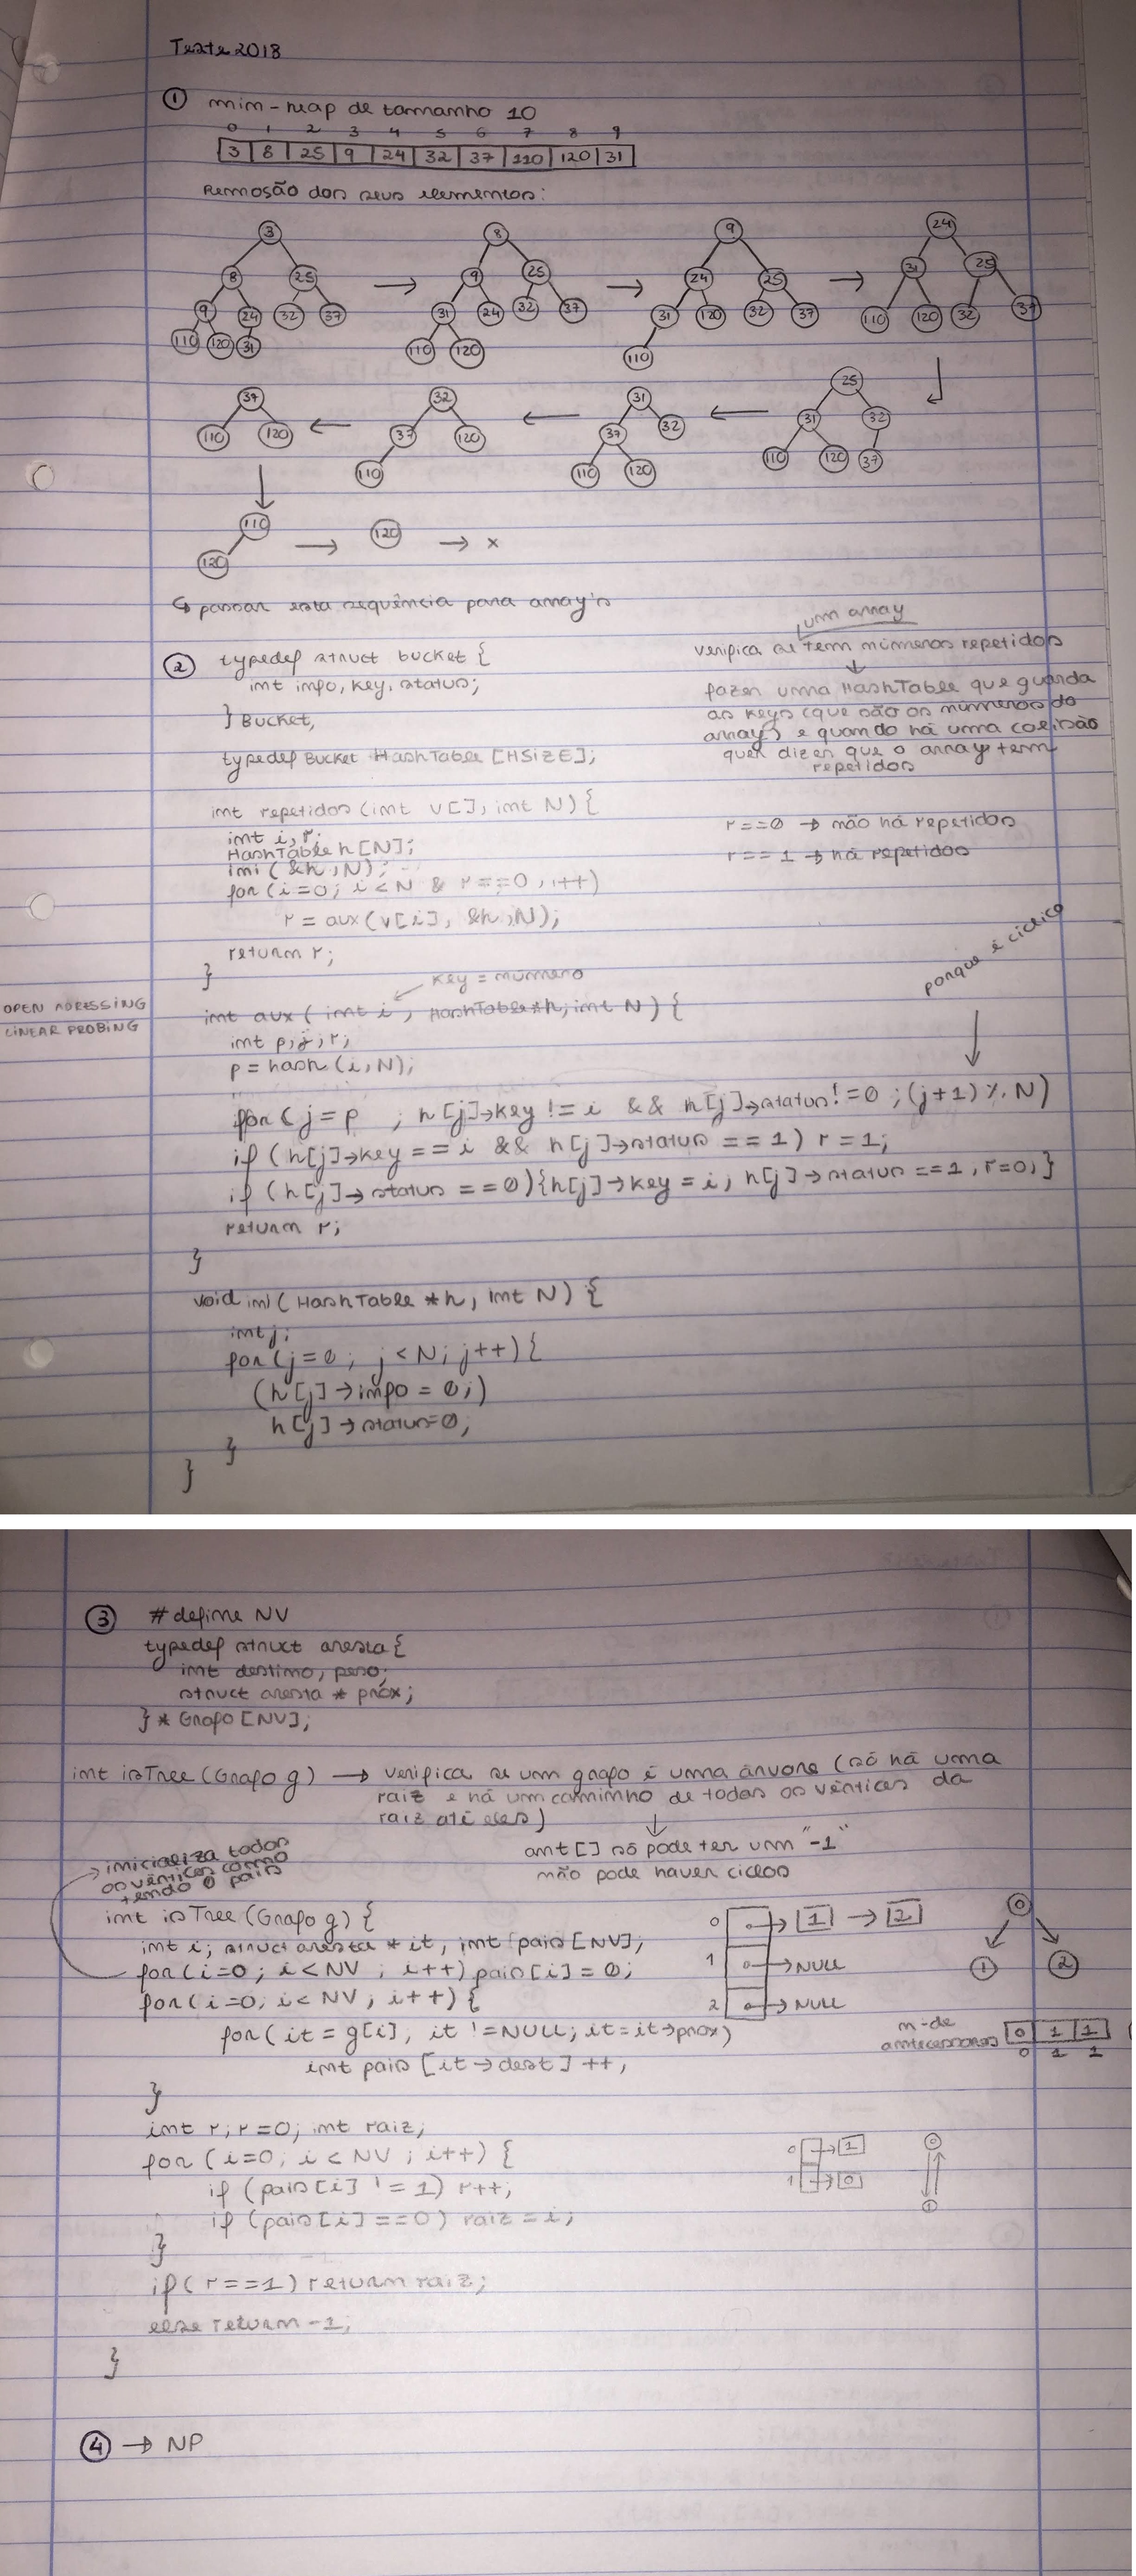 Teste 2018
① min-heap de tamanho 10
0 1 2 3 4 5 6 7 8 9
3 8 25 9 24 32 37 110 120 31
Remosão dos seus elementos:
3 8 9 24
8 25 9 25 24 25 31 25
9 24 32 37 31 24 32 37 31 120 32 37 110 120 32 37
110 120 31 110 120 110
37 32 31 25
110 120 37 120 37 32 31 32
110 110 120 110 120 37
110 → 120 → x
120
↳ passar esta sequência para array's
② typedef struct bucket {
int info, key, status;
} Bucket,
typedef Bucket HashTable [HSIZE];
um array
verifica se tem números repetidos
↓
fazer uma HashTable que guarda
as keys (que são os números do
array) e quando há uma colisão
quer dizer que o array tem
repetidos
int repetidos (int v[], int N) {
int i, r;
HashTable h[N];
ini (&h, N);
for (i=0; i<N & r==0, i++)
r = aux (v[i], &h, N);
return r;
}
r==0 → não há repetidos
r==1 → há repetidos
key = número
porque é cíclico
OPEN ADRESSING
LINEAR PROBING
int aux ( int i, HashTable *h, int N) {
int p, j, r;
p = hash (i, N);
for ( j = p ; h[j]→key != i && h[j]→status != 0 ; (j+1) % N)
if (h[j]→key == i && h[j]→status == 1) r = 1;
if (h[j]→status == 0) {h[j]→key = i; h[j]→status == 1, r=0;}
return r;
}
void ini ( HashTable *h, int N) {
int j;
for (j=0; j<N; j++) {
(h[j]→info = 0;)
h[j]→status=0,
}
}
③ #define NV
typedef struct aresta {
int destino, peso;
struct aresta * prox;
} * Grafo [NV];
int isTree (Grafo g) → verifica se um grafo é uma árvore (só há uma
raiz e há um caminho de todos os vértices da
raiz até eles)
↓
ant [] só pode ter um "-1"
não pode haver ciclos
inicializa todos
os vértices como
tendo 0 pais
int isTree (Grafo g) {
int i; struct aresta * it, int pais [NV];
for (i=0; i<NV; i++) pais[i] = 0;
for (i=0; i<NV; i++) {
for (it = g[i], it != NULL; it = it→prox)
int pais [it→dest] ++,
}
0 → 1 → 2
1 → NULL
2 → NULL
0
1 2
n-de
antecessores 0 1 1
0 1 1
int r; r=0; int raiz;
for (i=0; i<NV; i++) {
if (pais[i] != 1) r++;
if (pais[i]==0) raiz = i;
}
if (r==1) return raiz;
else return -1;
}
0 → 1
1 → 0
0
1
④ → NP